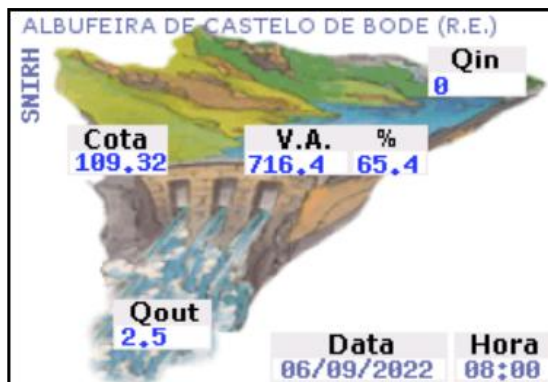 ALBUFEIRA DE CASTELO DE BODE (R.E.)
SNIRH
Qin
0
Cota
109.32
V.A.
716.4
%
65.4
Qout
2.5
Data
06/09/2022
Hora
08:00